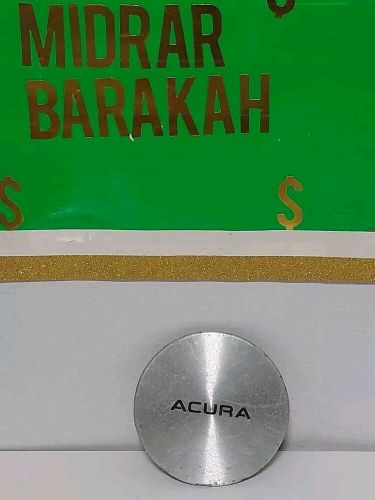 $
MIDRAR
BARAKAH
$ $
ACURA